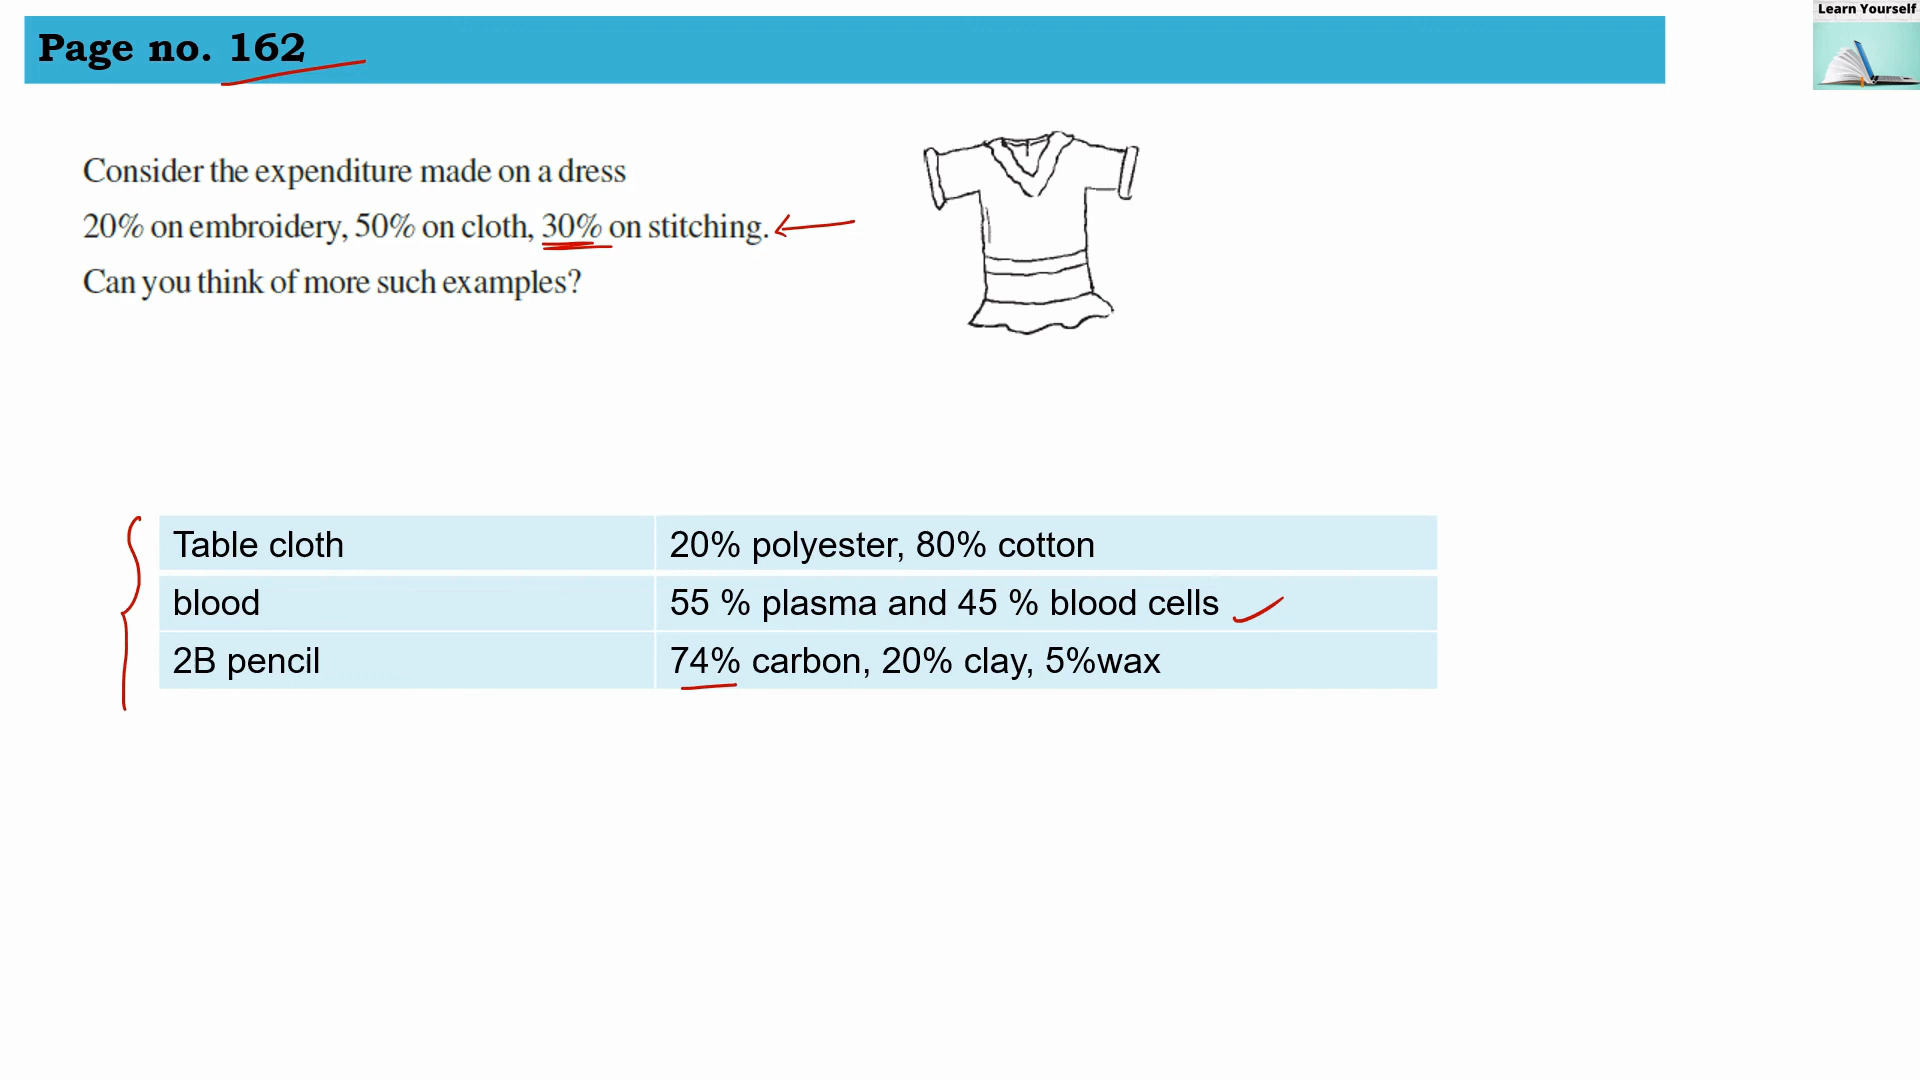 Learn Yourself
Page no. 162
Consider the expenditure made on a dress
20% on embroidery, 50% on cloth, 30% on stitching.
Can you think of more such examples?
Table cloth 20% polyester, 80% cotton
blood 55 % plasma and 45 % blood cells
2B pencil 74% carbon, 20% clay, 5%wax